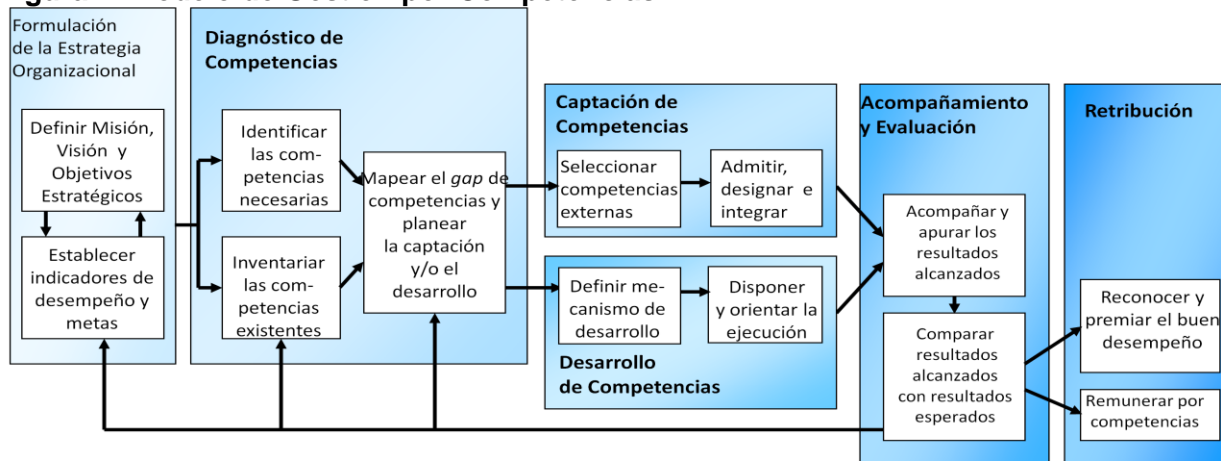 Formulación
de la Estrategia
Organizacional
Definir Misión,
Visión y
Objetivos
Estratégicos
Establecer
indicadores de
desempeño y
metas
Diagnóstico de
Competencias
Identificar
las com-
petencias
necesarias
Inventariar
las com-
petencias
existentes
Mapear el gap de
competencias y
planear
la captación
y/o el
desarrollo
Captación de
Competencias
Seleccionar
competencias
externas
Admitir,
designar e
integrar
Definir me-
canismo de
desarrollo
Disponer
y orientar la
ejecución
Desarrollo
de Competencias
Acompañamiento
y Evaluación
Acompañar y
apurar los
resultados
alcanzados
Comparar
resultados
alcanzados
con resultados
esperados
Retribución
Reconocer y
premiar el buen
desempeño
Remunerar por
competencias